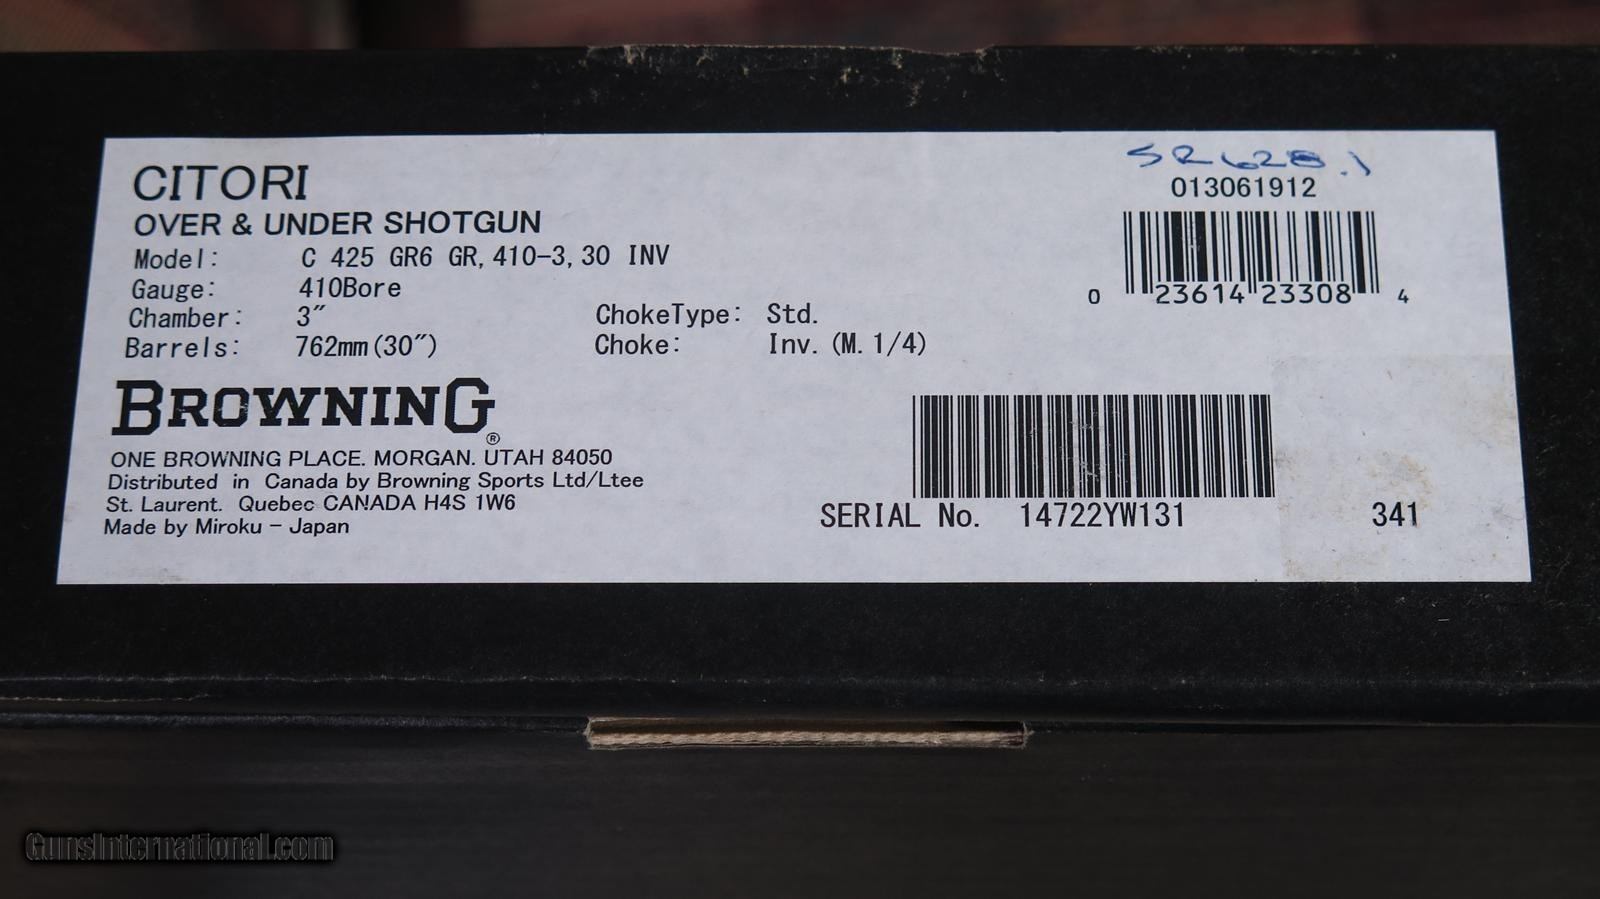 CITORI
OVER & UNDER SHOTGUN
Model: C 425 GR6 GR,410-3,30 INV
Gauge: 410Bore
Chamber: 3″
Barrels: 762mm(30″)
ChokeType: Std.
Choke: Inv.(M.1/4)
SR628.1
013061912
0 23614 23308 4
BROWNING®
ONE BROWNING PLACE. MORGAN. UTAH 84050
Distributed in Canada by Browning Sports Ltd/Ltee
St. Laurent. Quebec CANADA H4S 1W6
Made by Miroku - Japan
SERIAL No. 14722YW131
341
GunsInternational.com